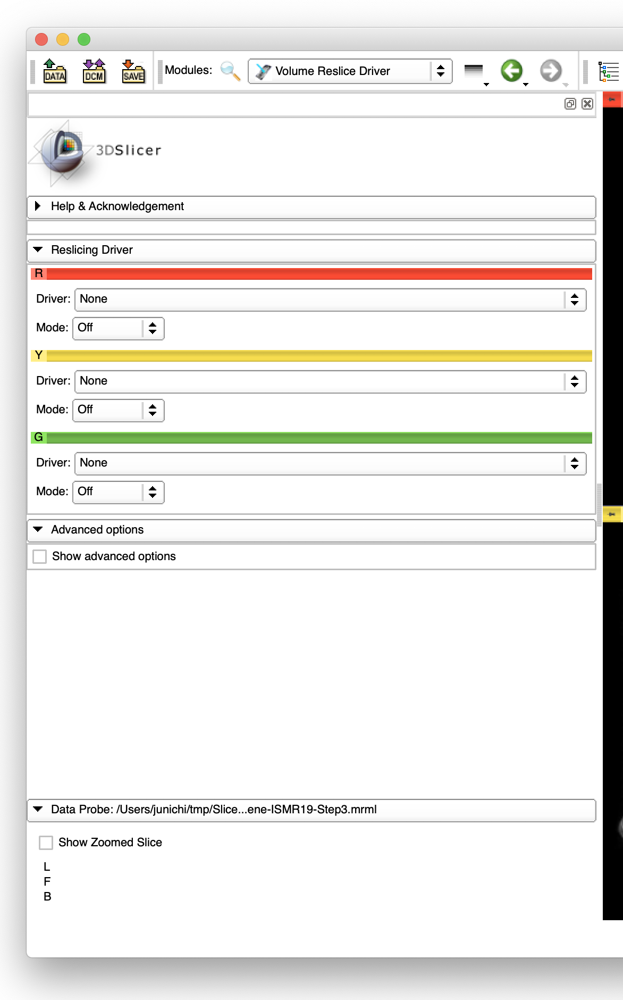 DATA DCM SAVE Modules: Volume Reslice Driver
3DSlicer
Help & Acknowledgement
Reslicing Driver
R
Driver: None
Mode: Off
Y
Driver: None
Mode: Off
G
Driver: None
Mode: Off
Advanced options
Show advanced options
Data Probe: /Users/junichi/tmp/Slice...ene-ISMR19-Step3.mrml
Show Zoomed Slice
L
F
B